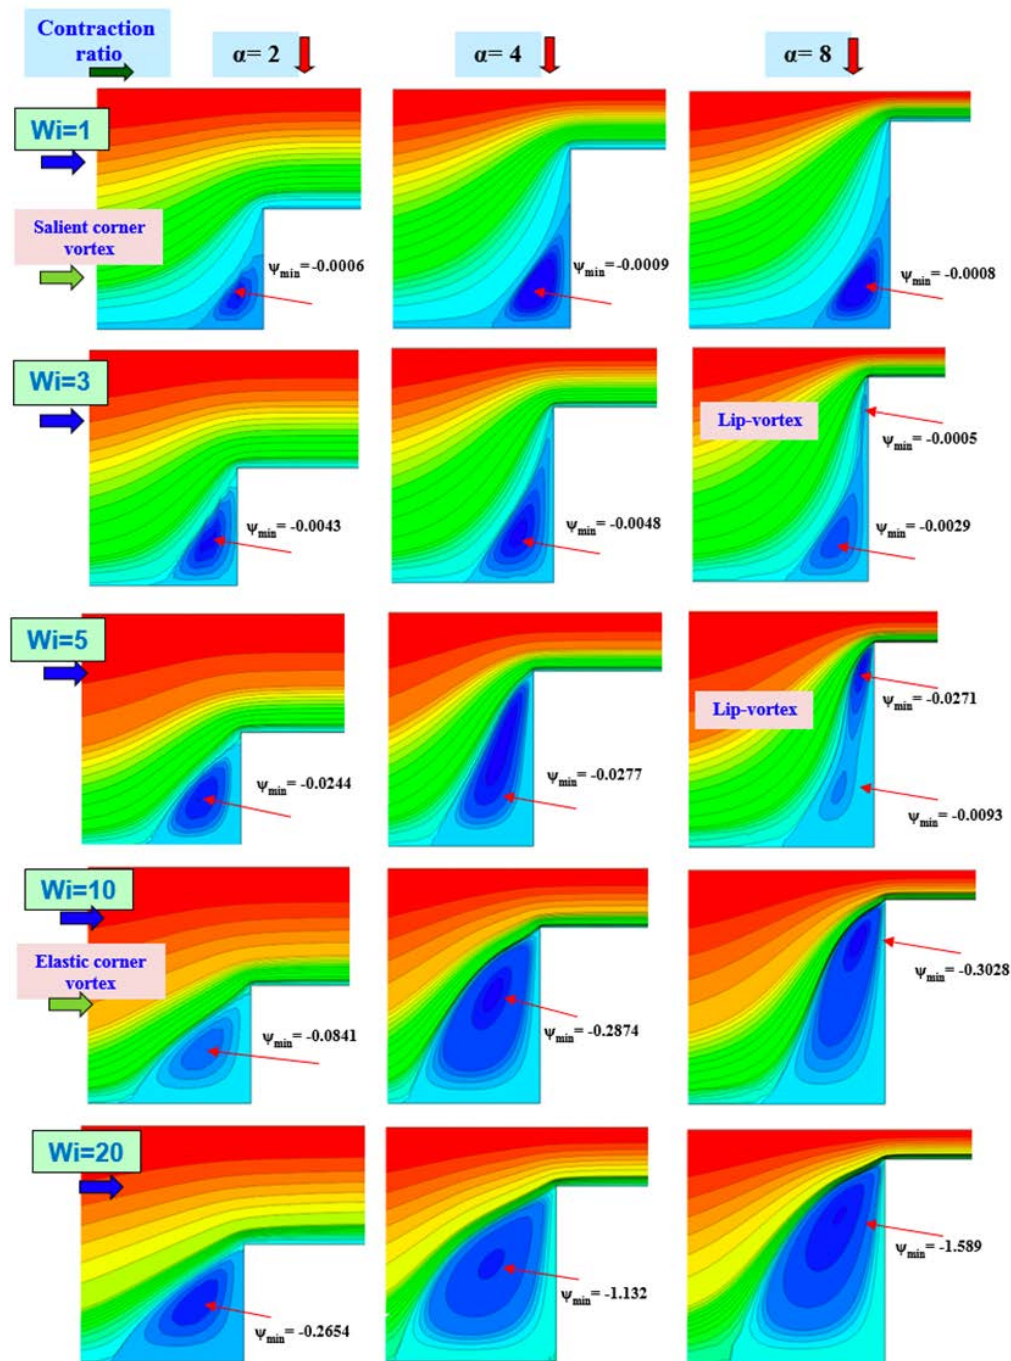 Contraction
ratio
α= 2
α= 4
α= 8
Wi=1
Salient corner
vortex
ψmin= -0.0006
ψmin= -0.0009
ψmin= -0.0008
Wi=3
Lip-vortex
ψmin= -0.0005
ψmin= -0.0043
ψmin= -0.0048
ψmin= -0.0029
Wi=5
Lip-vortex
ψmin= -0.0271
ψmin= -0.0244
ψmin= -0.0277
ψmin= -0.0093
Wi=10
Elastic corner
vortex
ψmin= -0.0841
ψmin= -0.2874
ψmin= -0.3028
Wi=20
ψmin= -0.2654
ψmin= -1.132
ψmin= -1.589